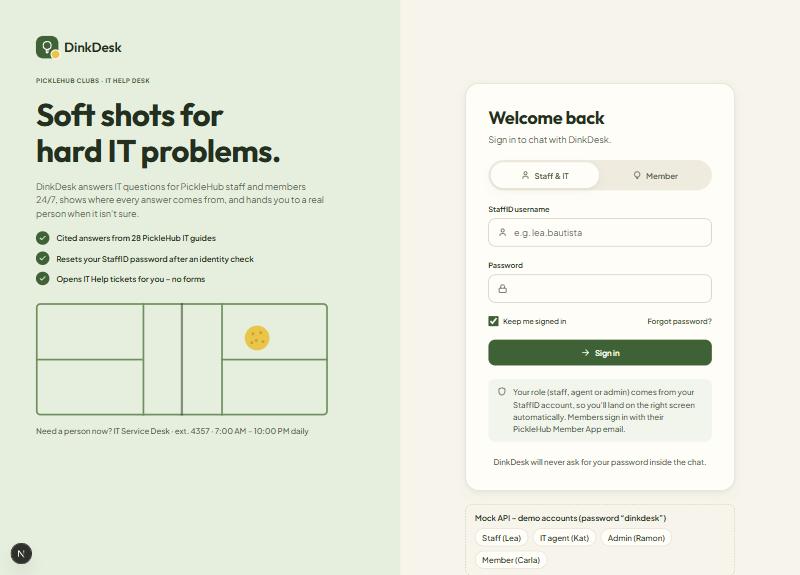 DinkDesk
PICKLEHUB CLUBS · IT HELP DESK
Soft shots for
hard IT problems.
DinkDesk answers IT questions for PickleHub staff and members
24/7, shows where every answer comes from, and hands you to a real
person when it isn't sure.
Cited answers from 28 PickleHub IT guides
Resets your StaffID password after an identity check
Opens IT Help tickets for you – no forms
Need a person now? IT Service Desk · ext. 4357 · 7:00 AM – 10:00 PM daily
N
Welcome back
Sign in to chat with DinkDesk.
Staff & IT
Member
StaffID username
e.g. lea.bautista
Password
Keep me signed in
Forgot password?
Sign in
Your role (staff, agent or admin) comes from your
StaffID account, so you'll land on the right screen
automatically. Members sign in with their
PickleHub Member App email.
DinkDesk will never ask for your password inside the chat.
Mock API – demo accounts (password "dinkdesk")
Staff (Lea)
IT agent (Kat)
Admin (Ramon)
Member (Carla)